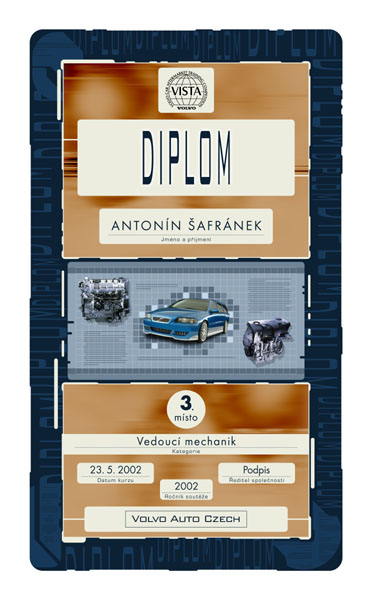 VISTA
VOLVO
DIPLOM
ANTONÍN ŠAFRÁNEK
Jméno a příjmení
3.
místo
Vedoucí mechanik
Kategorie
23. 5. 2002
Datum kurzu
Podpis
Ředitel společnosti
2002
Ročník soutěže
VOLVO AUTO CZECH